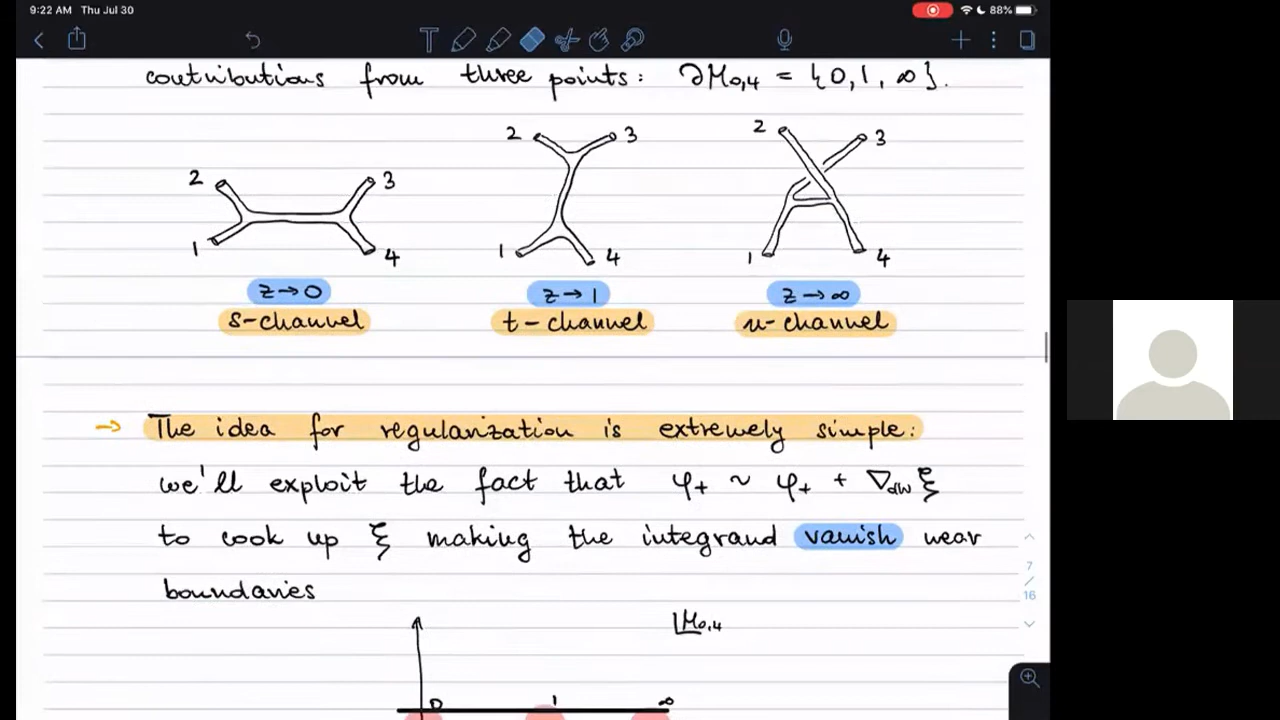 9:22 AM Thu Jul 30
88%
contributions from three points: ∂M0,4 = {0, 1, ∞}.
2 3 1 4
2 3 1 4
2 3 1 4
z→0 z→1 z→∞
s-channel t-channel u-channel
→ The idea for regularization is extremely simple:
we'll exploit the fact that φ+ ~ φ+ + ∇dW ξ
to cook up ξ making the integrand vanish near
boundaries
7
/
16
M0,4
0 1 ∞